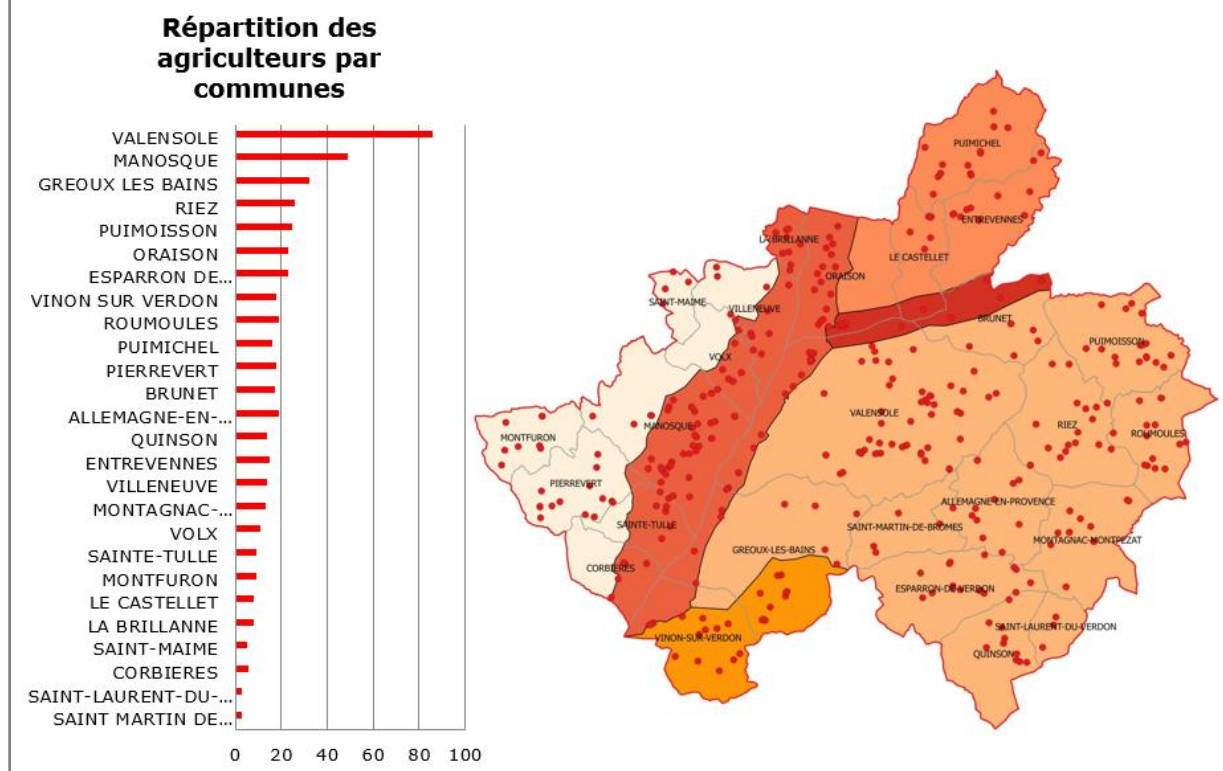 Répartition des
agriculteurs par
communes
VALENSOLE
MANOSQUE
GREOUX LES BAINS
RIEZ
PUIMOISSON
ORAISON
ESPARRON DE...
VINON SUR VERDON
ROUMOULES
PUIMICHEL
PIERREVERT
BRUNET
ALLEMAGNE-EN-...
QUINSON
ENTREVENNES
VILLENEUVE
MONTAGNAC-...
VOLX
SAINTE-TULLE
MONTFURON
LE CASTELLET
LA BRILLANNE
SAINT-MAIME
CORBIERES
SAINT-LAURENT-DU-...
SAINT MARTIN DE...
0 20 40 60 80 100
PUIMICHEL
ENTREVENNES
LA BRILLANNE
LE CASTELLET
ORAISON
SAINT-MAIME
VILLENEUVE
BRUNET
PUIMOISSON
VOLX
VALENSOLE
MANOSQUE
RIEZ
ROUMOULES
MONTFURON
PIERREVERT
ALLEMAGNE-EN-PROVENCE
SAINTE-TULLE
SAINT-MARTIN-DE-BROMES
MONTAGNAC-MONTPEZAT
GREOUX-LES-BAINS
CORBIERES
ESPARRON-DE-VERDON
SAINT-LAURENT-DU-VERDON
VINON-SUR-VERDON
QUINSON